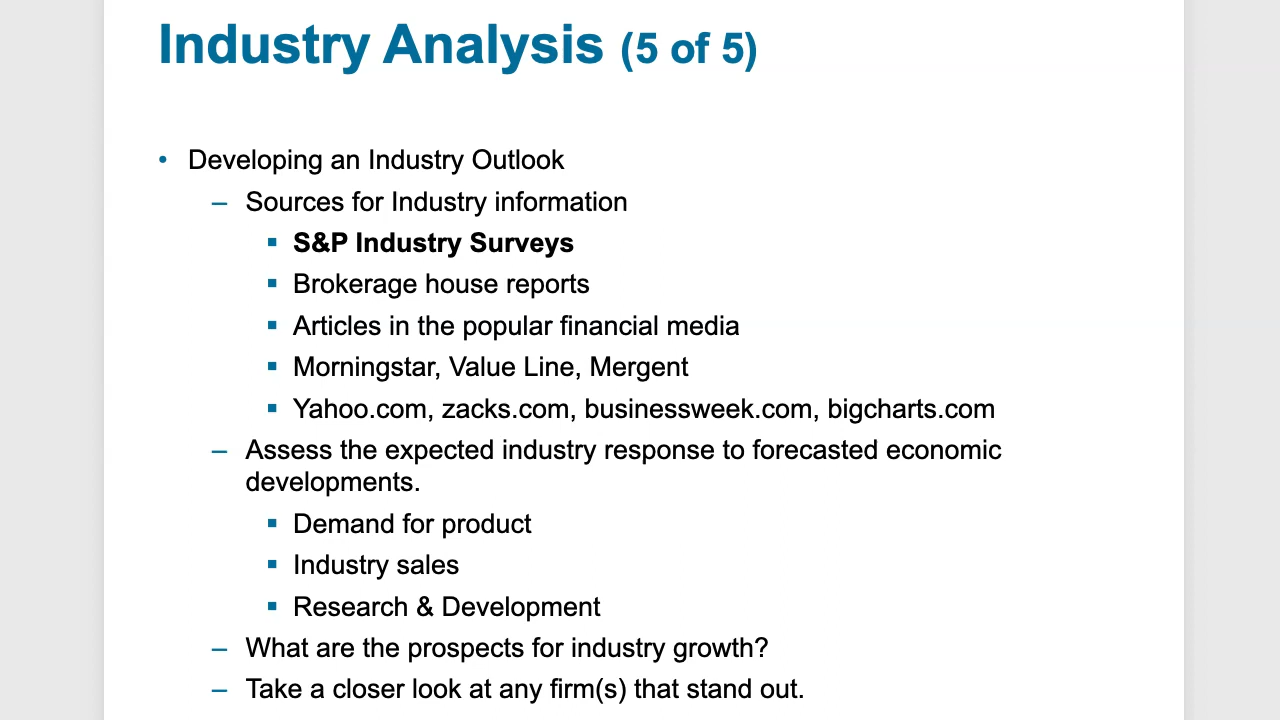 Industry Analysis (5 of 5)
• Developing an Industry Outlook
– Sources for Industry information
▪ S&P Industry Surveys
▪ Brokerage house reports
▪ Articles in the popular financial media
▪ Morningstar, Value Line, Mergent
▪ Yahoo.com, zacks.com, businessweek.com, bigcharts.com
– Assess the expected industry response to forecasted economic
developments.
▪ Demand for product
▪ Industry sales
▪ Research & Development
– What are the prospects for industry growth?
– Take a closer look at any firm(s) that stand out.